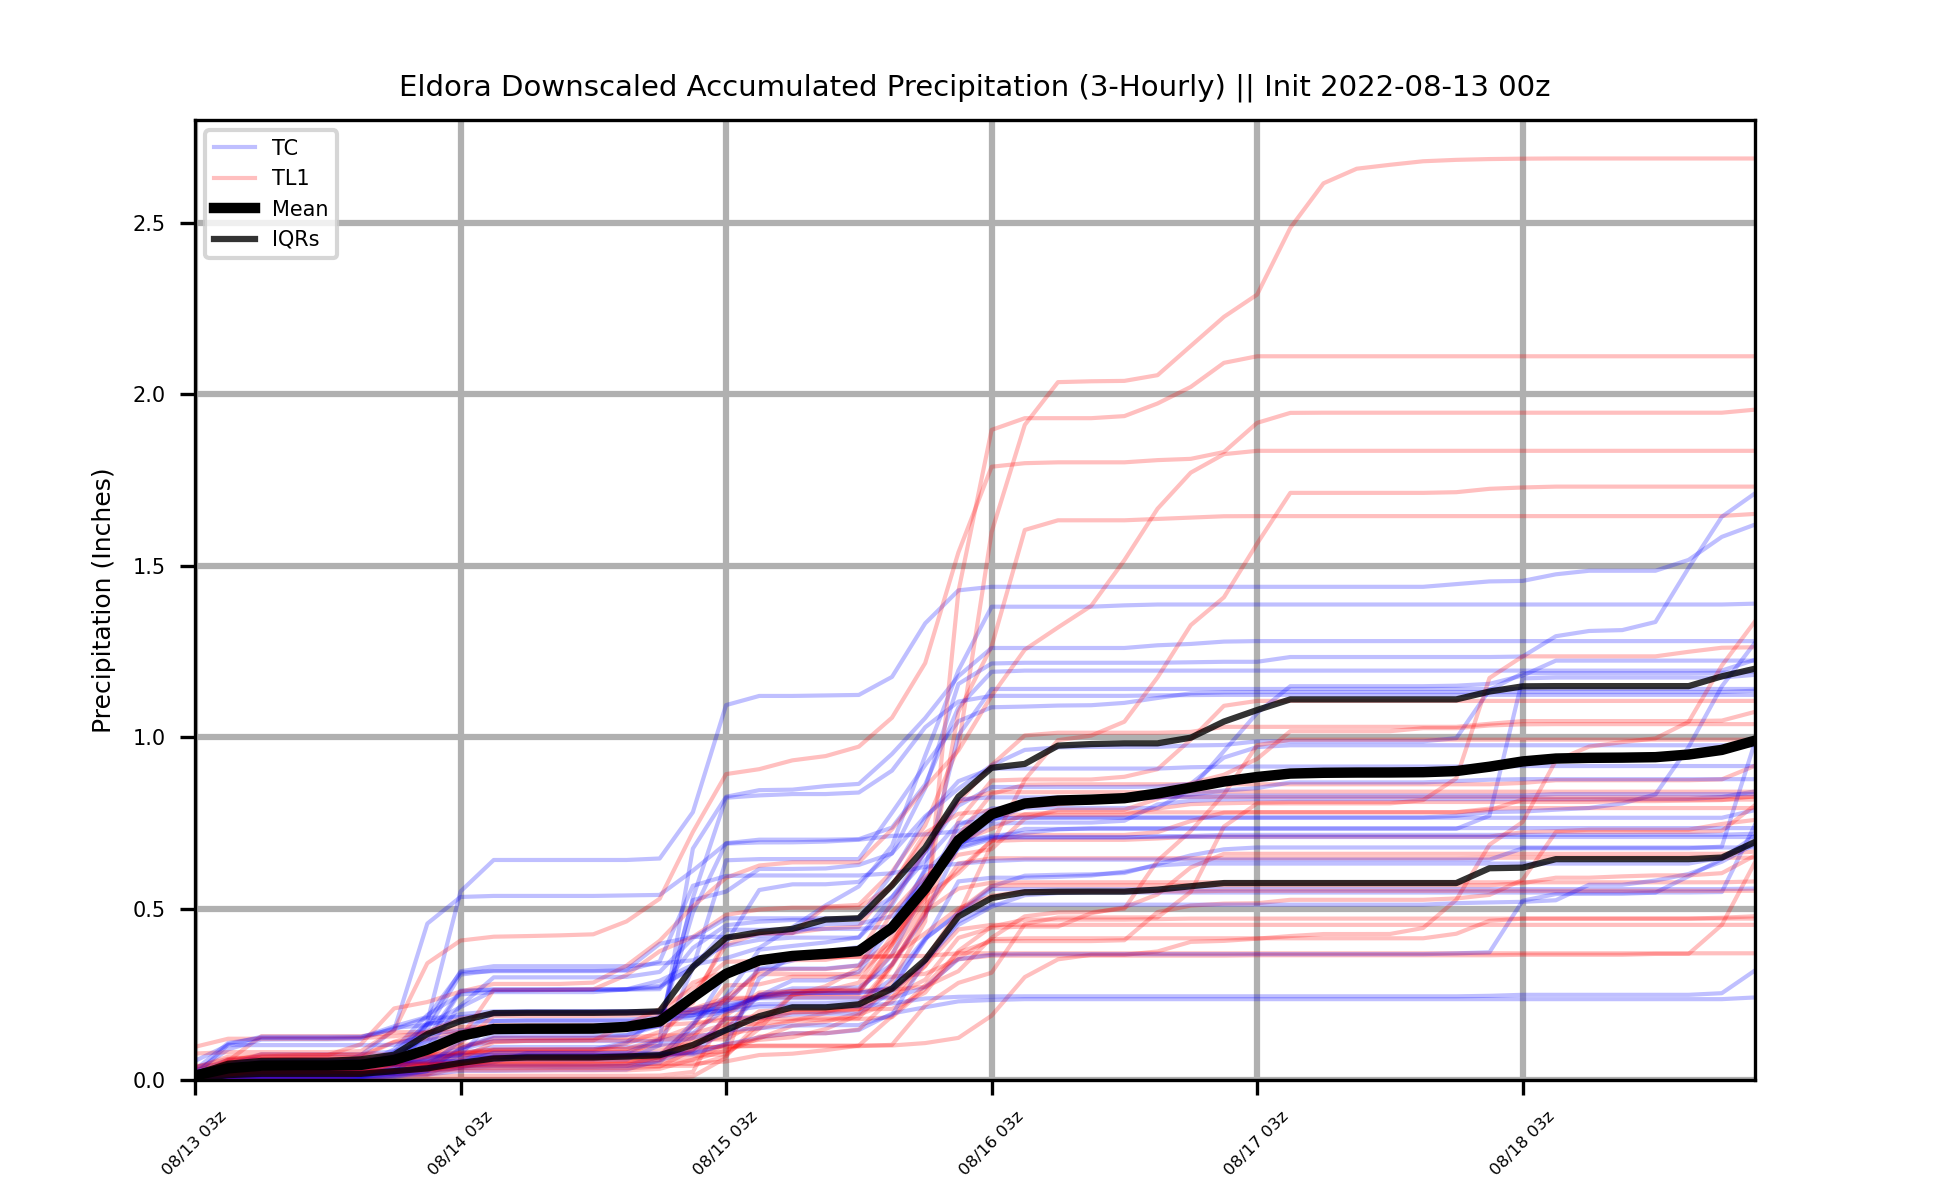 Eldora Downscaled Accumulated Precipitation (3-Hourly) || Init 2022-08-13 00z
TC
TL1
Mean
IQRs
Precipitation (Inches)
2.5
2.0
1.5
1.0
0.5
0.0
08/13 03z
08/14 03z
08/15 03z
08/16 03z
08/17 03z
08/18 03z